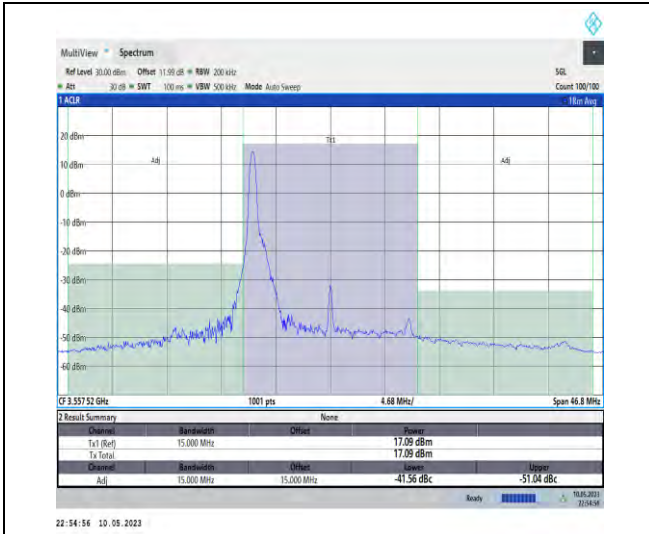 MultiView Spectrum
Ref Level 30.00 dBm Offset 11.99 dB RBW 200 kHz SGL
Att 30 dB SWT 100 ms VBW 500 kHz Mode Auto Sweep Count 100/100
1 ACLR 1Rm Avg
Tx1
20 dBm
Adj Adj
10 dBm
0 dBm
-10 dBm
-20 dBm
-30 dBm
-40 dBm
-50 dBm
-60 dBm
CF 3.557 52 GHz 1001 pts 4.68 MHz/ Span 46.8 MHz
2 Result Summary None
Channel Bandwidth Offset Power
Tx1 (Ref) 15.000 MHz 17.09 dBm
Tx Total 17.09 dBm
Channel Bandwidth Offset Lower Upper
Adj 15.000 MHz 15.000 MHz -41.56 dBc -51.04 dBc
Ready 10.05.2023
22:54:56
22:54:56 10.05.2023